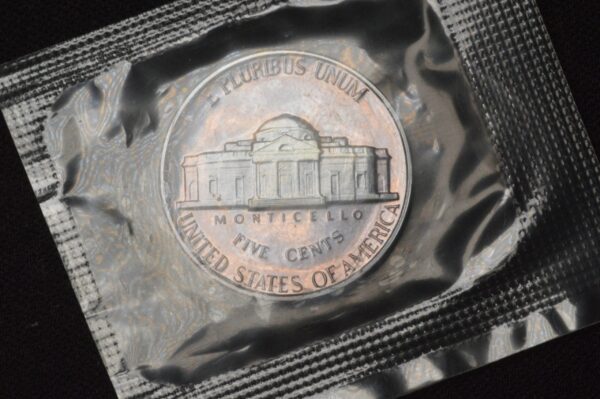 E PLURIBUS UNUM
MONTICELLO
FIVE CENTS
UNITED STATES OF AMERICA